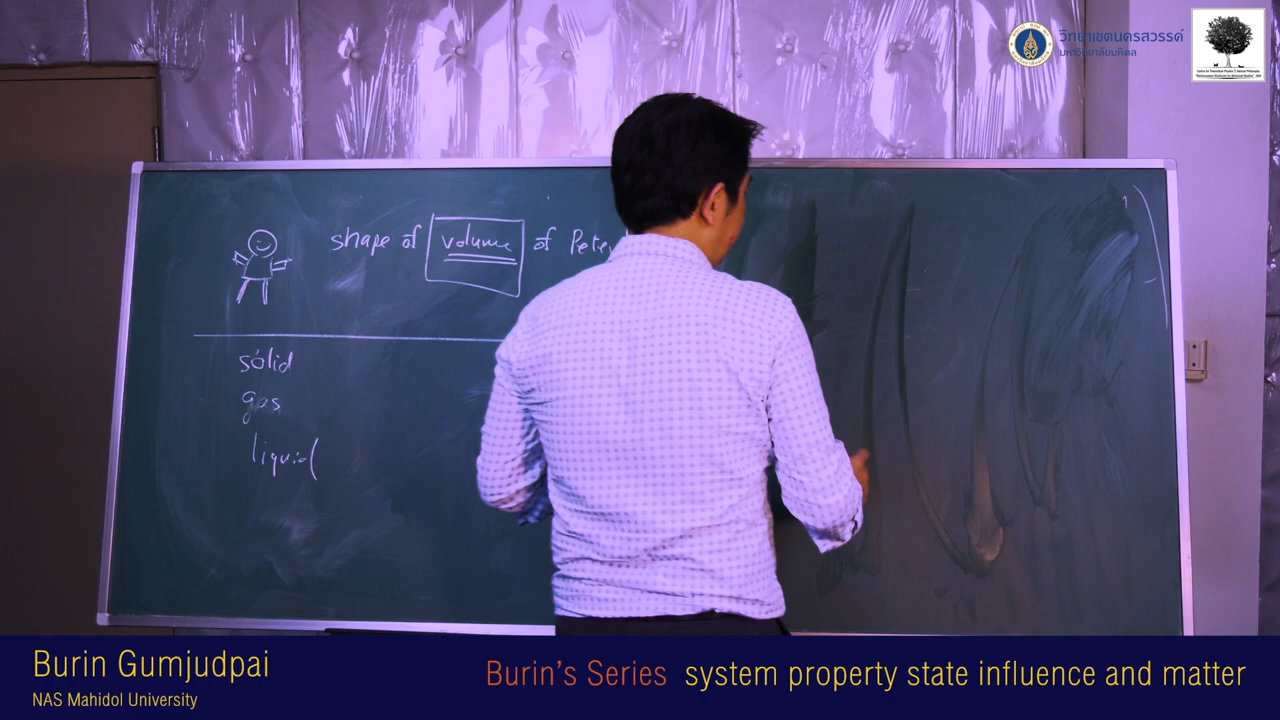 วิทยาเขตนครสวรรค์
มหาวิทยาลัยมหิดล
shape of volume of Peter
solid
gas
liquid
Burin Gumjudpai
NAS Mahidol University
Burin's Series system property state influence and matter